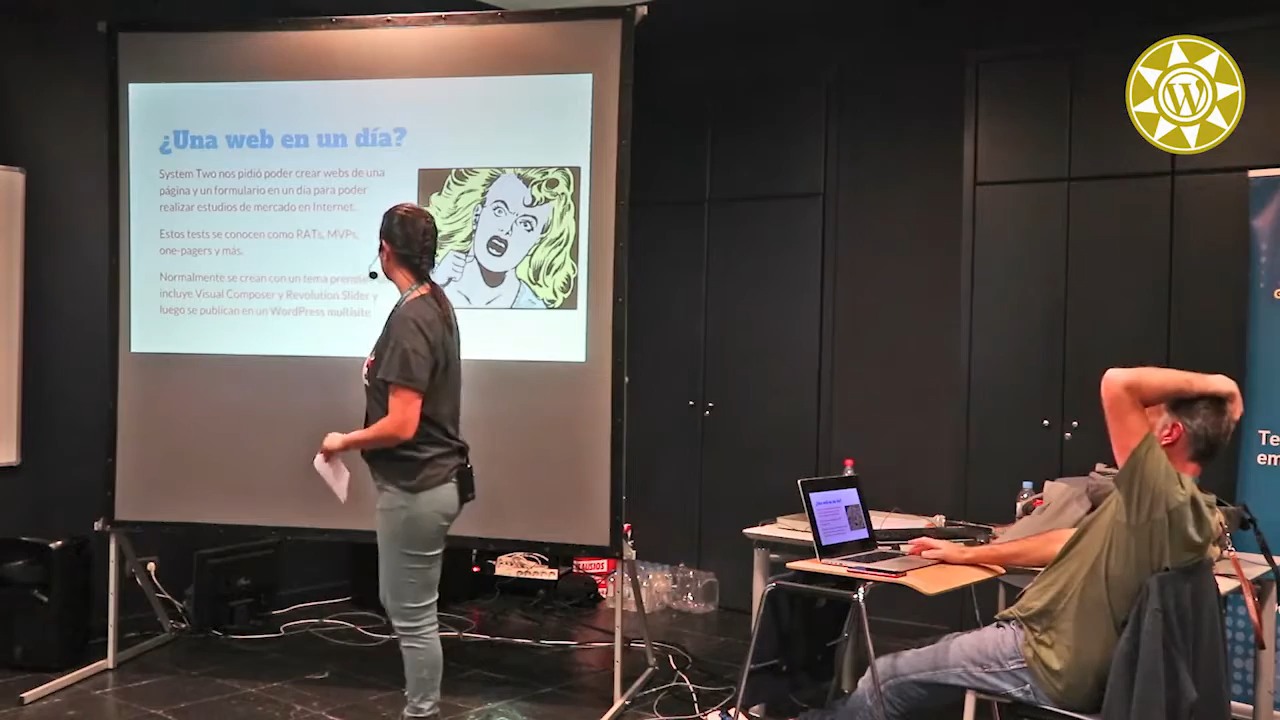 ¿Una web en un día?
System Two nos pidió poder crear webs de una
página y un formulario en un día para poder
realizar estudios de mercado en Internet.
Estos tests se conocen como RATs, MVPs,
one-pagers y más.
Normalmente se crean con un tema
incluye Visual Composer y Revolution Slider y
luego se publican en un WordPress multisite
W
Te
em